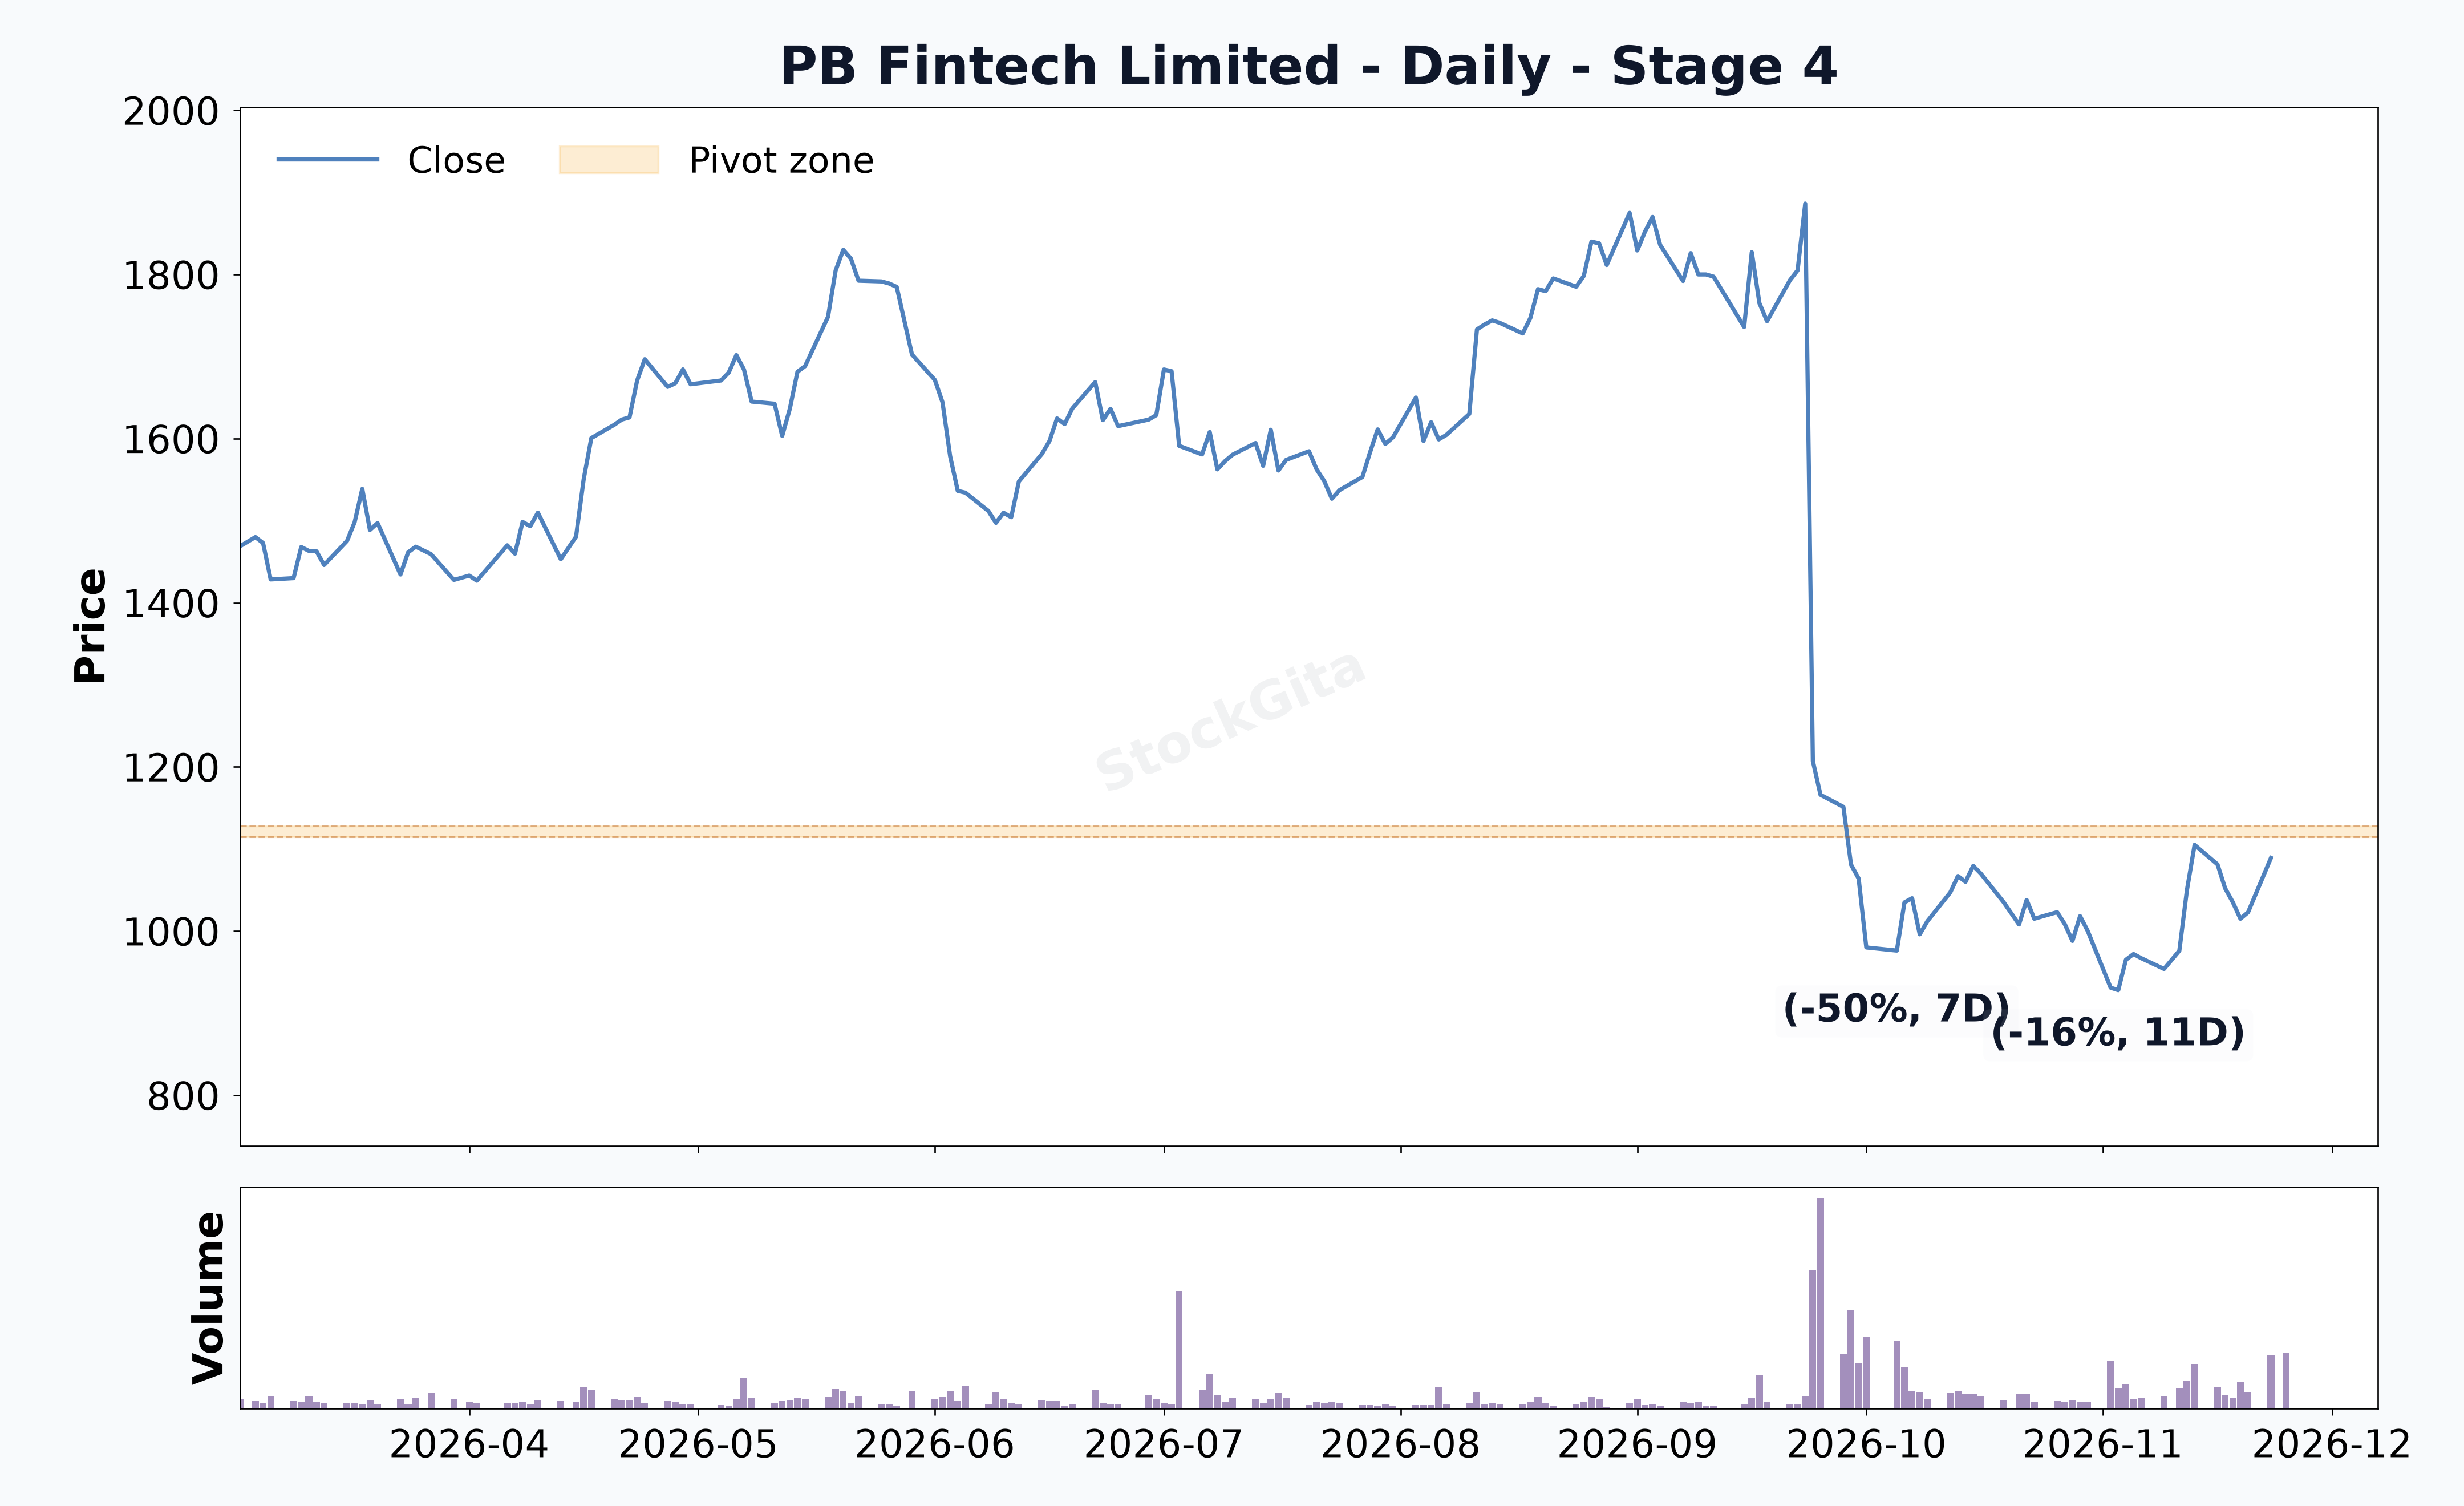 PB Fintech Limited - Daily - Stage 4
2000
Close
Pivot zone
1800
1600
1400
Price
1200
StockGita
1000
(-50%, 7D)
(-16%, 11D)
800
Volume
2026-04 2026-05 2026-06 2026-07 2026-08 2026-09 2026-10 2026-11 2026-12